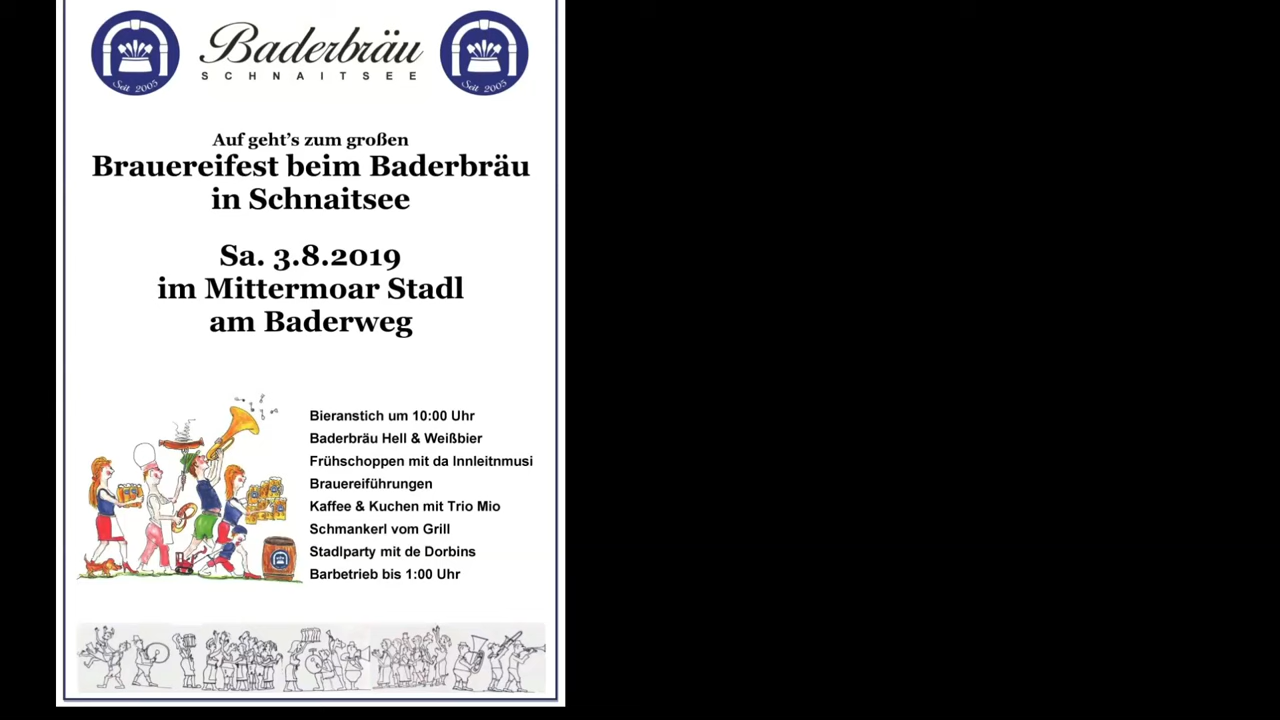 Baderbräu
SCHNAITSEE
Seit 2005
Seit 2005
Auf geht's zum großen
Brauereifest beim Baderbräu
in Schnaitsee
Sa. 3.8.2019
im Mittermoar Stadl
am Baderweg
Bieranstich um 10:00 Uhr
Baderbräu Hell & Weißbier
Frühschoppen mit da Innleitnmusi
Brauereiführungen
Kaffee & Kuchen mit Trio Mio
Schmankerl vom Grill
Stadlparty mit de Dorbins
Barbetrieb bis 1:00 Uhr